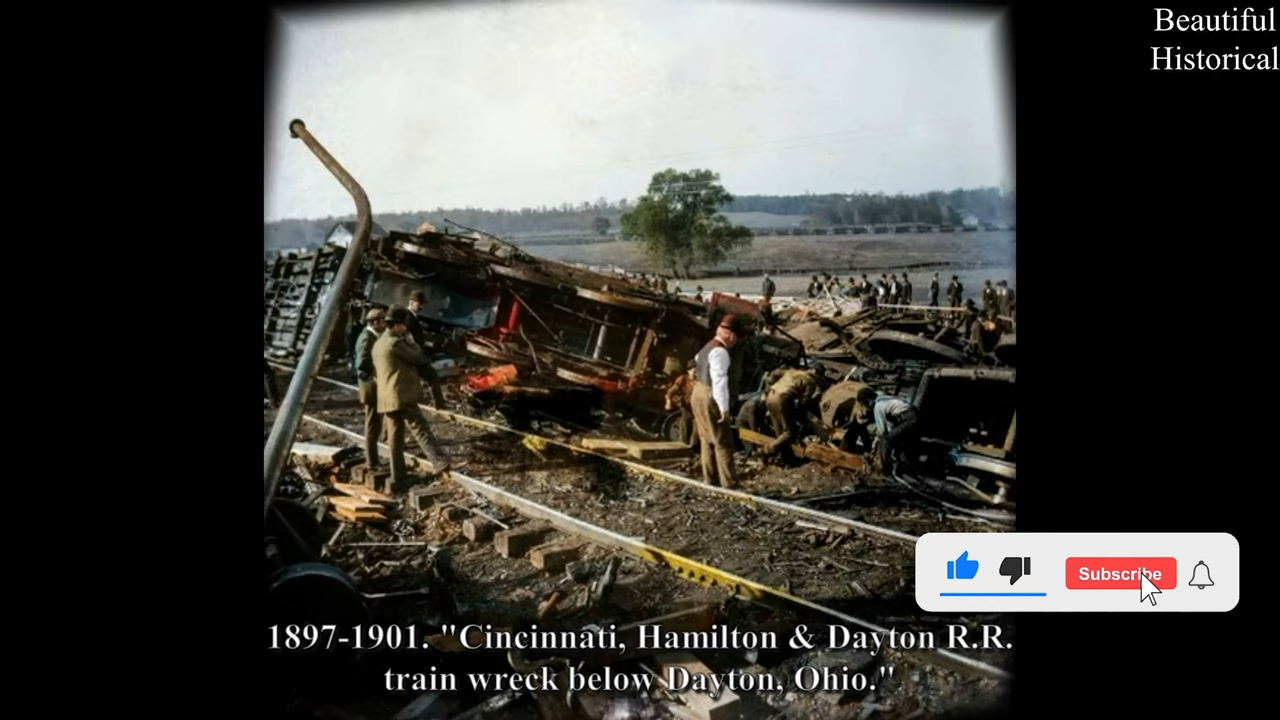 Beautiful
Historical
Subscribe
1897-1901. "Cincinnati, Hamilton & Dayton R.R.
train wreck below Dayton, Ohio."